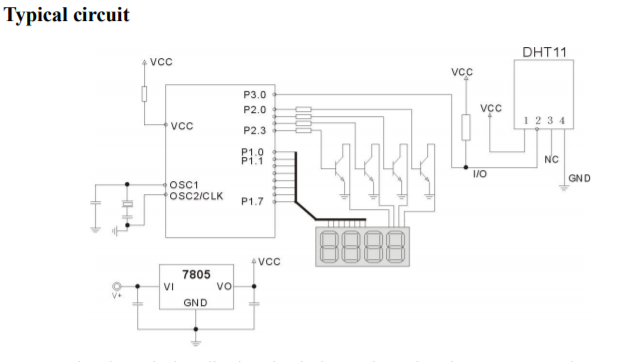 Typical circuit
VCC
DHT11
VCC
P3.0
P2.0
VCC
VCC
P2.3
1 2 3 4
P1.0
P1.1
NC
I/O
GND
OSC1
OSC2/CLK
P1.7
VCC
7805
VI
VO
V+
GND